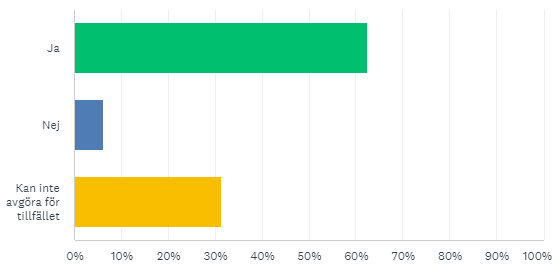 Ja
Nej
Kan inte
avgöra för
tillfället
0% 10% 20% 30% 40% 50% 60% 70% 80% 90% 100%